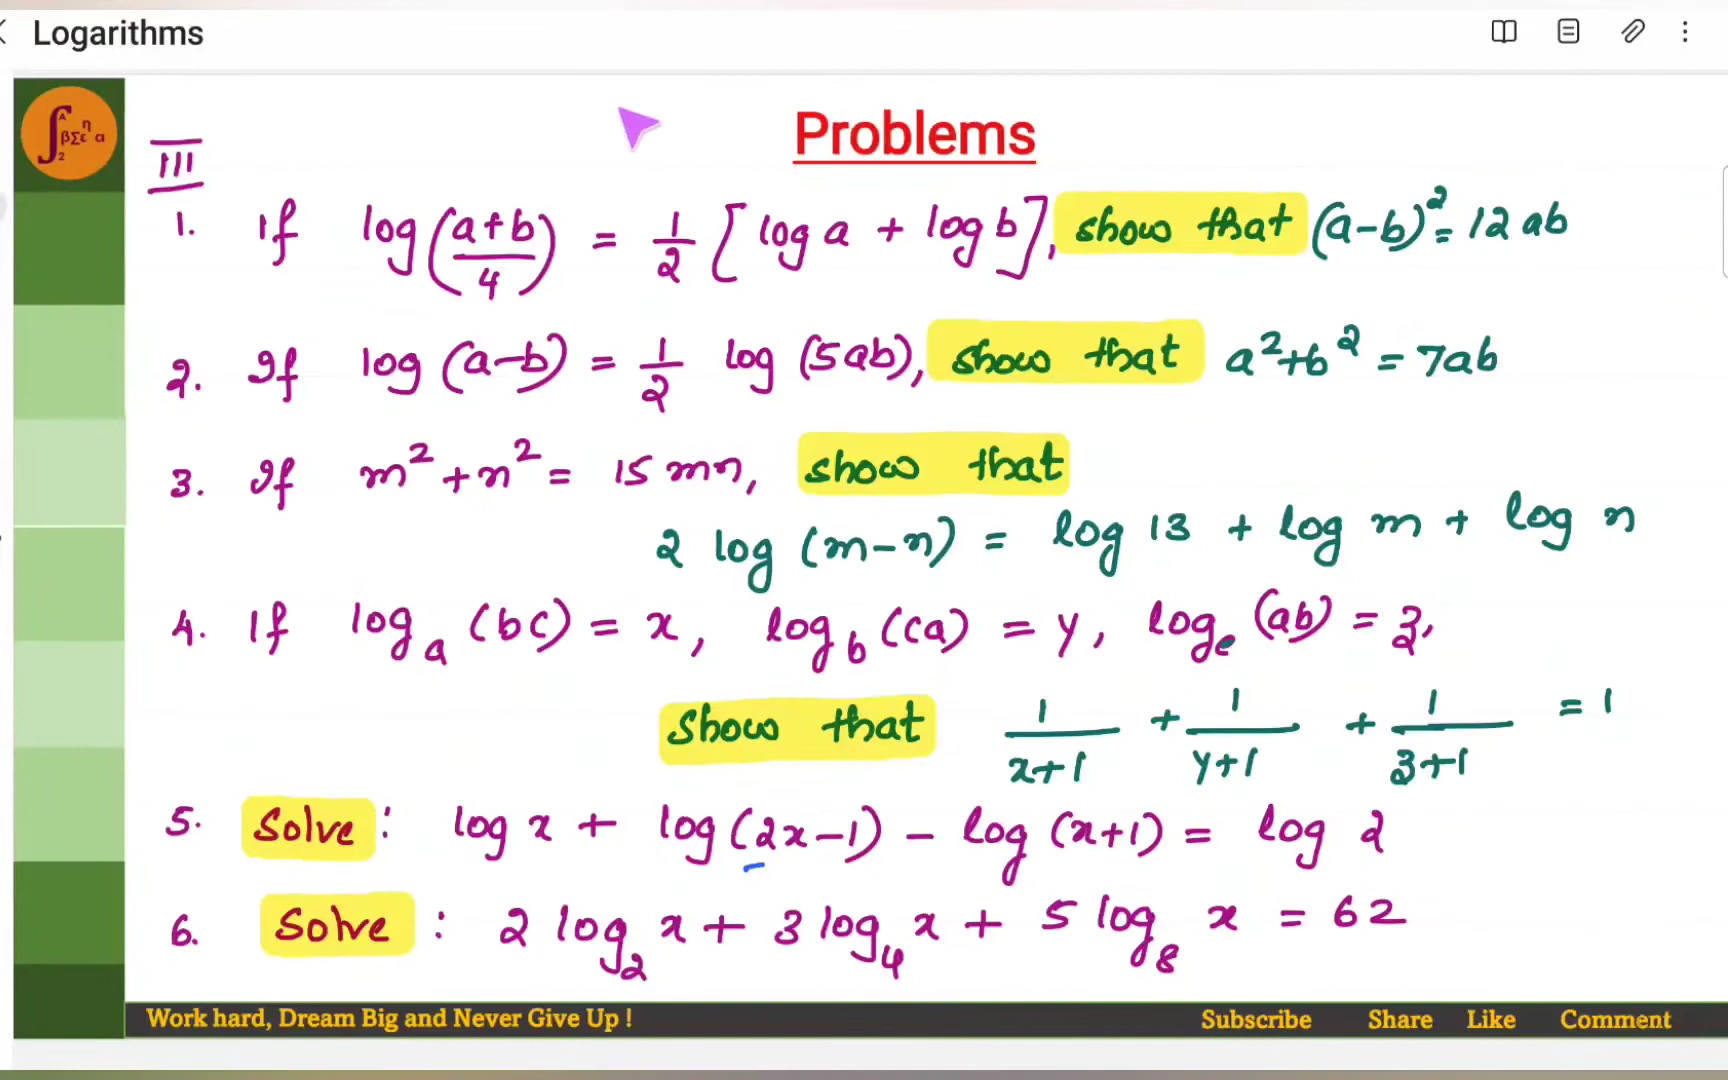 Logarithms
Problems
III
1. If log((a+b)/4) = 1/2 [log a + log b], show that (a-b)² = 12 ab
2. If log (a-b) = 1/2 log (5ab), show that a²+b² = 7ab
3. If m²+n² = 15 mn, show that
2 log (m-n) = log 13 + log m + log n
4. If logₐ (bc) = x, log_b (ca) = y, log_c (ab) = z,
Show that 1/(x+1) + 1/(y+1) + 1/(z+1) = 1
5. Solve : log x + log (2x-1) - log (x+1) = log 2
6. Solve : 2 log₂ x + 3 log₄ x + 5 log₈ x = 62
Work hard, Dream Big and Never Give Up ! Subscribe Share Like Comment